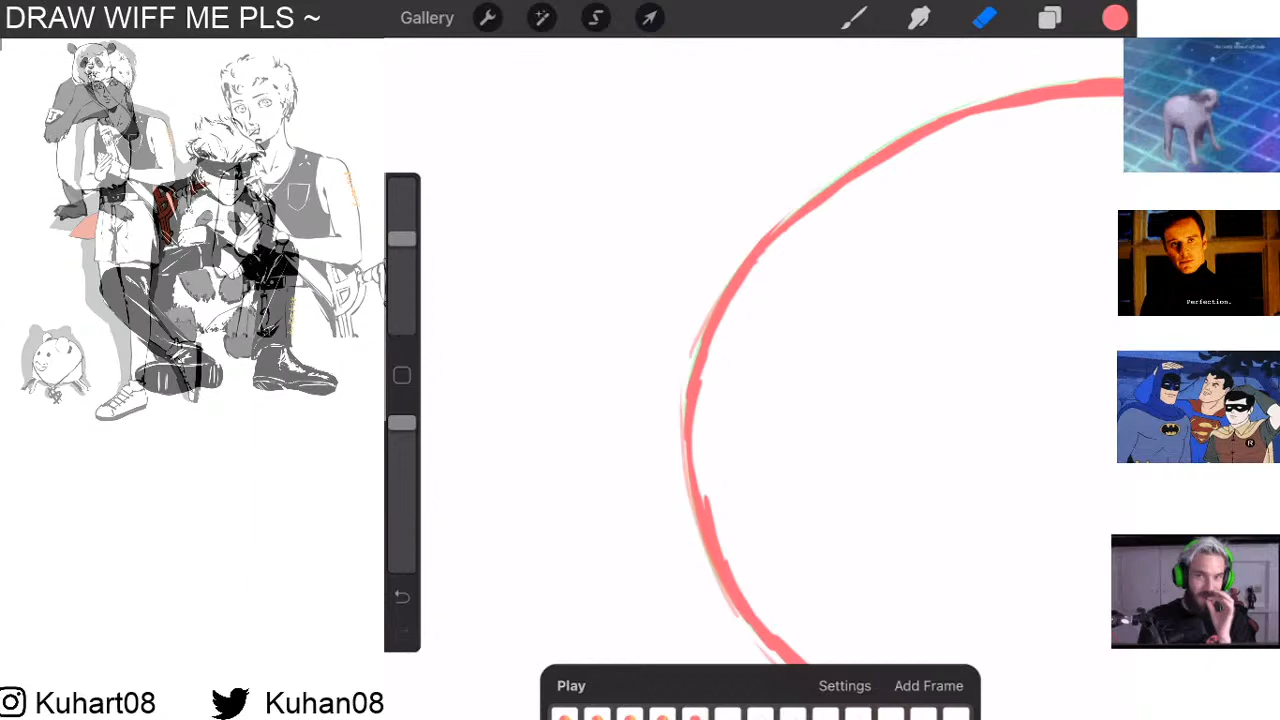 DRAW WIFF ME PLS ~
Gallery
Perfection.
R
Play
Settings
Add Frame
Kuhart08
Kuhan08